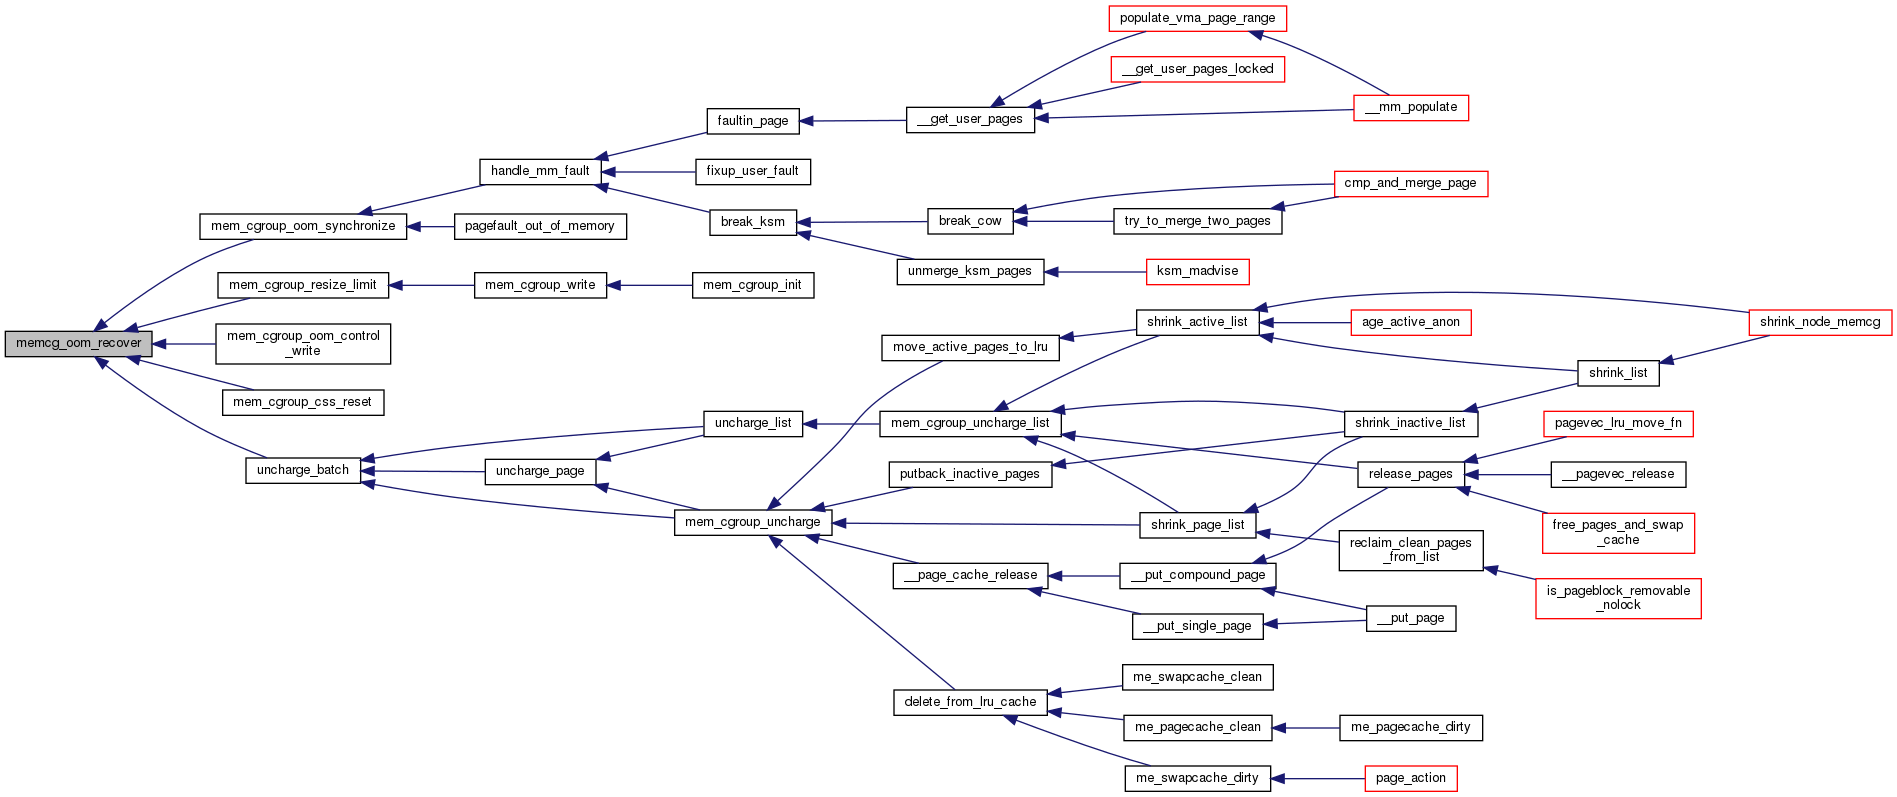 populate_vma_page_range
__get_user_pages_locked
__mm_populate
faultin_page
__get_user_pages
handle_mm_fault
fixup_user_fault
cmp_and_merge_page
mem_cgroup_oom_synchronize
pagefault_out_of_memory
break_ksm
break_cow
try_to_merge_two_pages
unmerge_ksm_pages
ksm_madvise
mem_cgroup_resize_limit
mem_cgroup_write
mem_cgroup_init
memcg_oom_recover
mem_cgroup_oom_control
_write
mem_cgroup_css_reset
move_active_pages_to_lru
shrink_active_list
age_active_anon
shrink_node_memcg
shrink_list
uncharge_list
mem_cgroup_uncharge_list
shrink_inactive_list
pagevec_lru_move_fn
uncharge_batch
uncharge_page
putback_inactive_pages
release_pages
__pagevec_release
mem_cgroup_uncharge
shrink_page_list
reclaim_clean_pages
_from_list
free_pages_and_swap
_cache
__page_cache_release
__put_compound_page
is_pageblock_removable
_nolock
__put_single_page
__put_page
delete_from_lru_cache
me_swapcache_clean
me_pagecache_clean
me_pagecache_dirty
me_swapcache_dirty
page_action